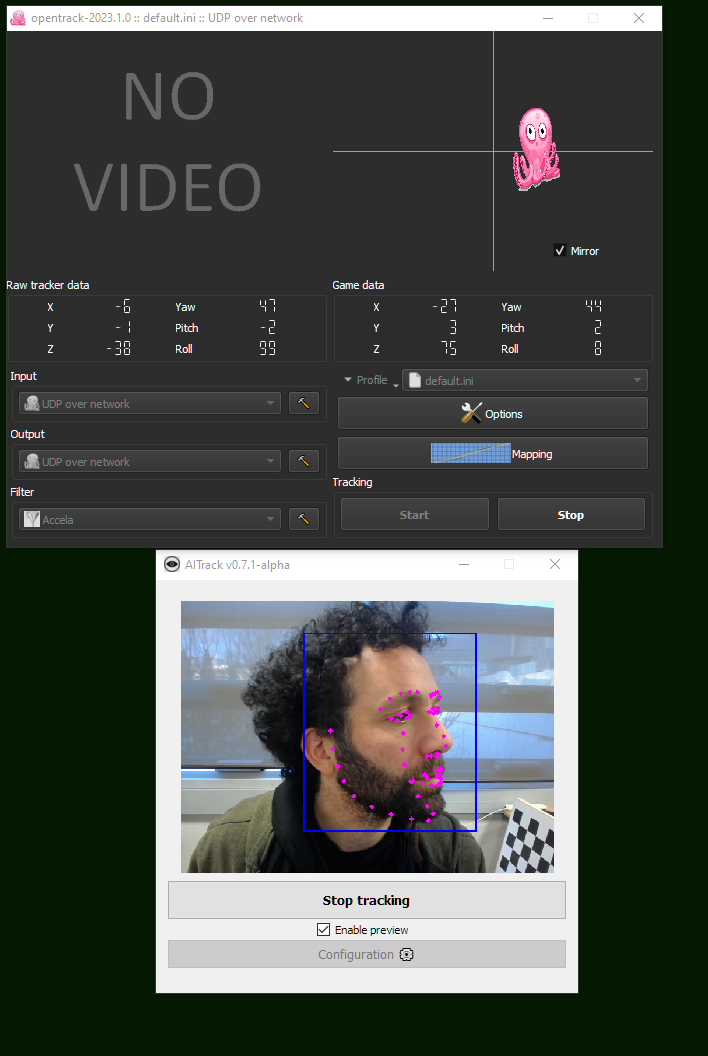 opentrack-2023.1.0 :: default.ini :: UDP over network
NO
VIDEO
Mirror
Raw tracker data
X -6 Yaw 47
Y -1 Pitch -2
Z -38 Roll 99
Game data
X -27 Yaw 44
Y 3 Pitch 2
Z 75 Roll 8
Input
UDP over network
Output
UDP over network
Filter
Accela
Profile default.ini
Options
Mapping
Tracking
Start Stop
AITrack v0.7.1-alpha
Stop tracking
Enable preview
Configuration